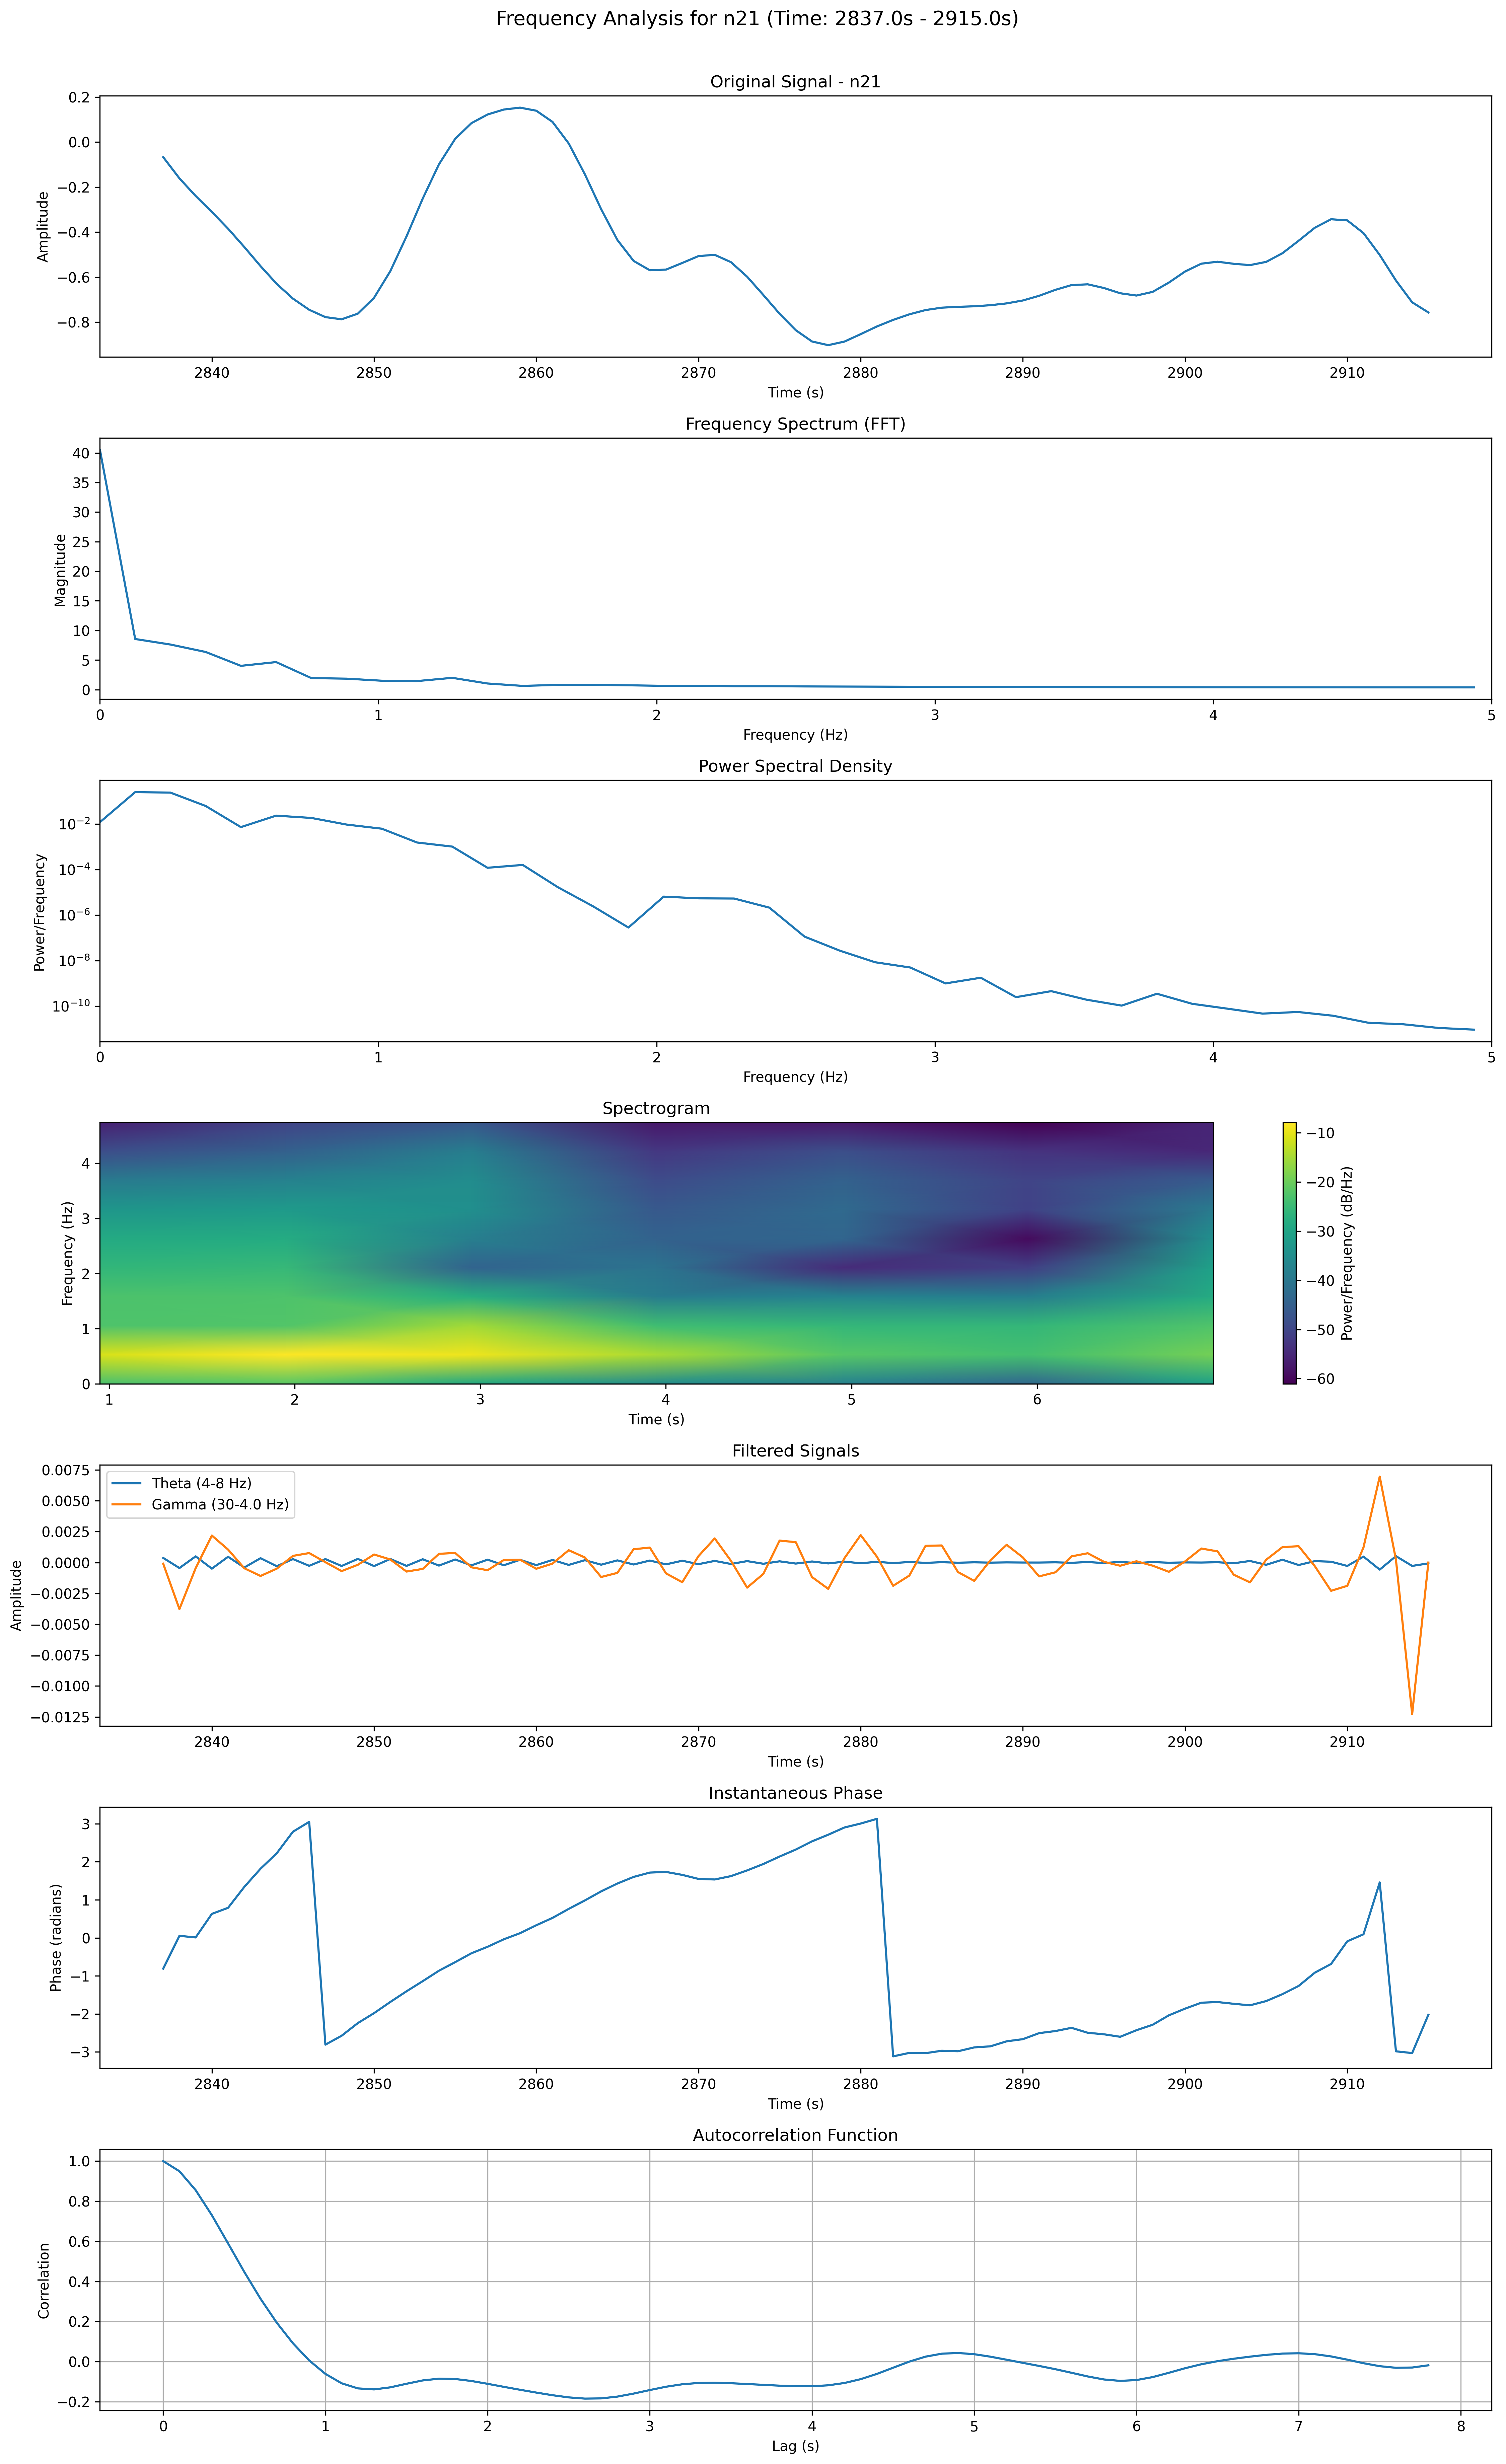 Frequency Analysis for n21 (Time: 2837.0s - 2915.0s)
Original Signal - n21
0.2
0.0
−0.2
−0.4
−0.6
−0.8
Amplitude
2840 2850 2860 2870 2880 2890 2900 2910
Time (s)
Frequency Spectrum (FFT)
40
35
30
25
20
15
10
5
0
Magnitude
0 1 2 3 4 5
Frequency (Hz)
Power Spectral Density
10⁻²
10⁻⁴
10⁻⁶
10⁻⁸
10⁻¹⁰
Power/Frequency
0 1 2 3 4 5
Frequency (Hz)
Spectrogram
4
3
2
1
0
Frequency (Hz)
1 2 3 4 5 6
Time (s)
−10
−20
−30
−40
−50
−60
Power/Frequency (dB/Hz)
Filtered Signals
Theta (4-8 Hz)
Gamma (30-4.0 Hz)
0.0075
0.0050
0.0025
0.0000
−0.0025
−0.0050
−0.0075
−0.0100
−0.0125
Amplitude
2840 2850 2860 2870 2880 2890 2900 2910
Time (s)
Instantaneous Phase
3
2
1
0
−1
−2
−3
Phase (radians)
2840 2850 2860 2870 2880 2890 2900 2910
Time (s)
Autocorrelation Function
1.0
0.8
0.6
0.4
0.2
0.0
−0.2
Correlation
0 1 2 3 4 5 6 7 8
Lag (s)